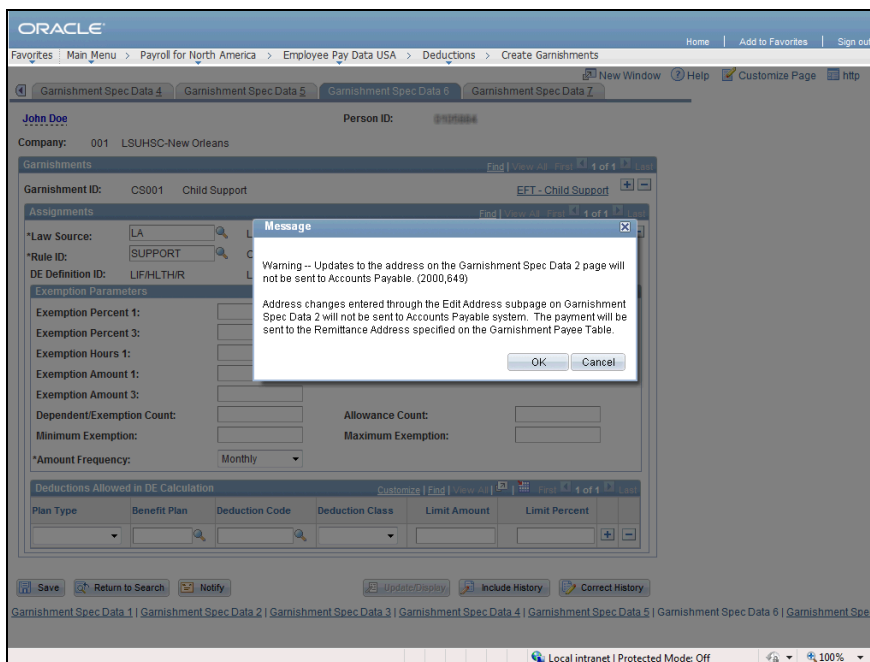 ORACLE
Home | Add to Favorites | Sign out
Favorites Main Menu > Payroll for North America > Employee Pay Data USA > Deductions > Create Garnishments
New Window Help Customize Page http
Garnishment Spec Data 4 Garnishment Spec Data 5 Garnishment Spec Data 6 Garnishment Spec Data 7
John Doe Person ID:
Company: 001 LSUHSC-New Orleans
Garnishments Find | View All First 1 of 1 Last
Garnishment ID: CS001 Child Support EFT - Child Support
Assignments Find | View All First 1 of 1 Last
*Law Source: LA L
*Rule ID: SUPPORT
DE Definition ID: LIF/HLTH/R L
Exemption Parameters
Exemption Percent 1:
Exemption Percent 3:
Exemption Hours 1:
Exemption Amount 1:
Exemption Amount 3:
Dependent/Exemption Count: Allowance Count:
Minimum Exemption: Maximum Exemption:
*Amount Frequency: Monthly
Message
Warning -- Updates to the address on the Garnishment Spec Data 2 page will
not be sent to Accounts Payable. (2000,649)
Address changes entered through the Edit Address subpage on Garnishment
Spec Data 2 will not be sent to Accounts Payable system. The payment will be
sent to the Remittance Address specified on the Garnishment Payee Table.
OK Cancel
Deductions Allowed in DE Calculation Customize | Find | View All | First 1 of 1 Last
Plan Type Benefit Plan Deduction Code Deduction Class Limit Amount Limit Percent
Save Return to Search Notify Update/Display Include History Correct History
Garnishment Spec Data 1 | Garnishment Spec Data 2 | Garnishment Spec Data 3 | Garnishment Spec Data 4 | Garnishment Spec Data 5 | Garnishment Spec Data 6 | Garnishment Spe
Local intranet | Protected Mode: Off 100%